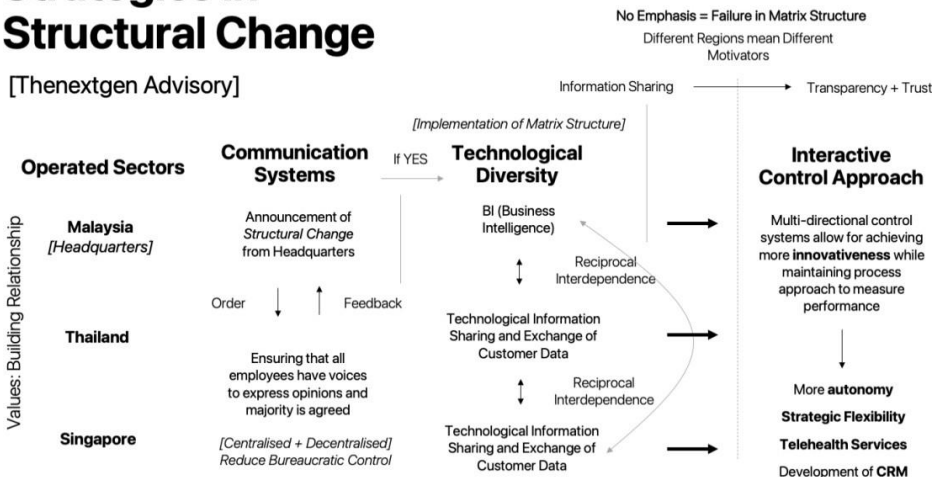 Structural Change
[Thenextgen Advisory]
No Emphasis = Failure in Matrix Structure
Different Regions mean Different
Motivators
Information Sharing
Transparency + Trust
[Implementation of Matrix Structure]
Operated Sectors
Communication
Systems
If YES
Technological
Diversity
Interactive
Control Approach
Values: Building Relationship
Malaysia
[Headquarters]
Thailand
Singapore
Announcement of
Structural Change
from Headquarters
Order
Feedback
Ensuring that all
employees have voices
to express opinions and
majority is agreed
[Centralised + Decentralised]
Reduce Bureaucratic Control
BI (Business
Intelligence)
Reciprocal
Interdependence
Technological Information
Sharing and Exchange of
Customer Data
Reciprocal
Interdependence
Technological Information
Sharing and Exchange of
Customer Data
Multi-directional control
systems allow for achieving
more innovativeness while
maintaining process
approach to measure
performance
More autonomy
Strategic Flexibility
Telehealth Services
Development of CRM